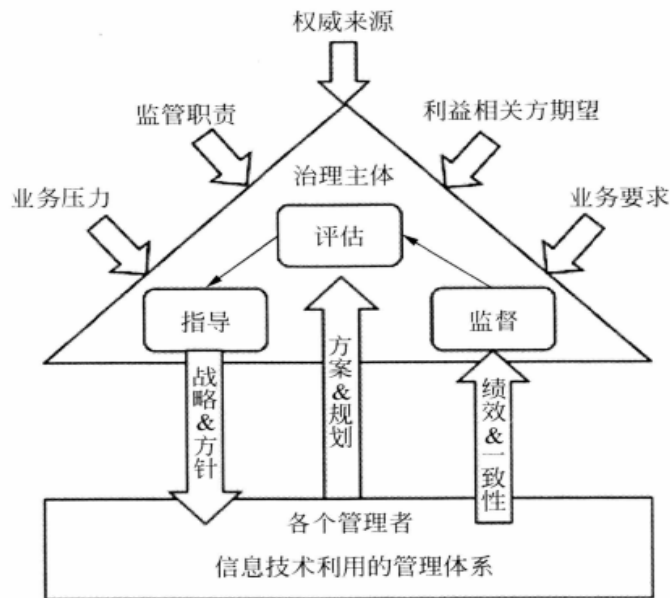 权威来源
监管职责
利益相关方期望
业务压力
治理主体
业务要求
评估
指导
监督
战略&方针
方案&规划
绩效&一致性
各个管理者
信息技术利用的管理体系